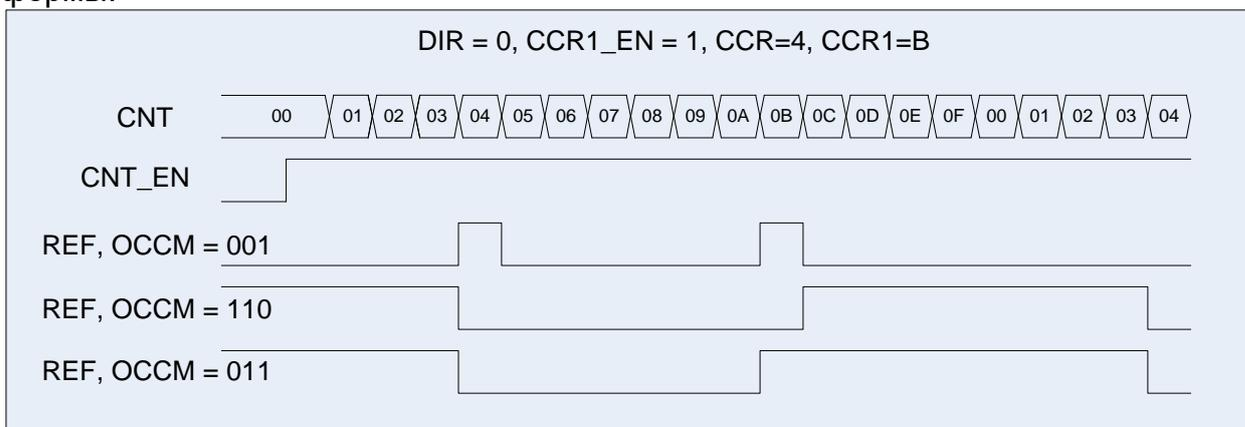 DIR = 0, CCR1_EN = 1, CCR=4, CCR1=B
CNT 00 01 02 03 04 05 06 07 08 09 0A 0B 0C 0D 0E 0F 00 01 02 03 04
CNT_EN
REF, OCCM = 001
REF, OCCM = 110
REF, OCCM = 011